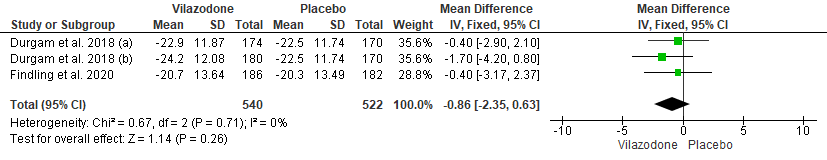 Vilazodone Placebo Mean Difference Mean Difference
Study or Subgroup Mean SD Total Mean SD Total Weight IV, Fixed, 95% CI IV, Fixed, 95% CI
Durgam et al. 2018 (a) -22.9 11.87 174 -22.5 11.74 170 35.6% -0.40 [-2.90, 2.10]
Durgam et al. 2018 (b) -24.2 12.08 180 -22.5 11.74 170 35.6% -1.70 [-4.20, 0.80]
Findling et al. 2020 -20.7 13.64 186 -20.3 13.49 182 28.8% -0.40 [-3.17, 2.37]
Total (95% CI) 540 522 100.0% -0.86 [-2.35, 0.63]
Heterogeneity: Chi² = 0.67, df = 2 (P = 0.71); I² = 0%
Test for overall effect: Z = 1.14 (P = 0.26)
-10 -5 0 5 10
Vilazodone Placebo